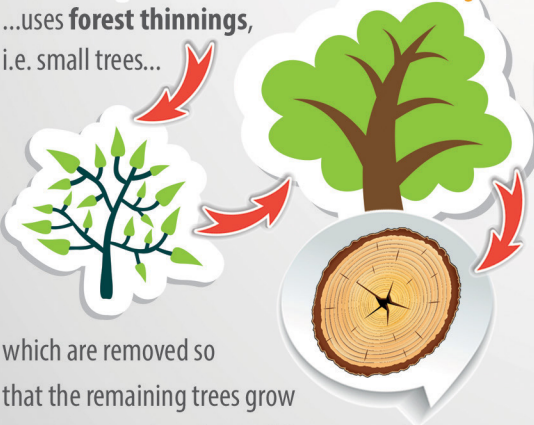 ...uses forest thinnings,
i.e. small trees...
which are removed so
that the remaining trees grow